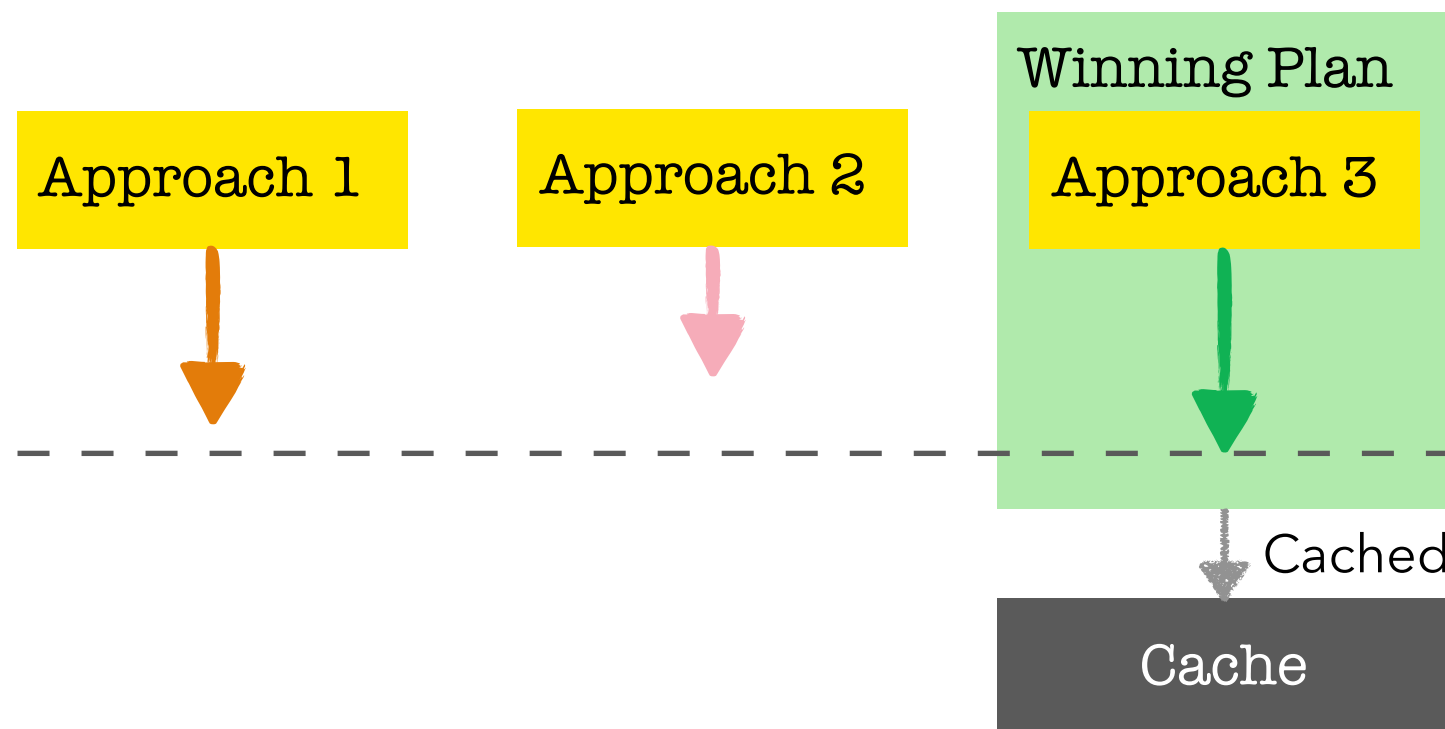 Winning Plan
Approach 1
Approach 2
Approach 3
Cached
Cache